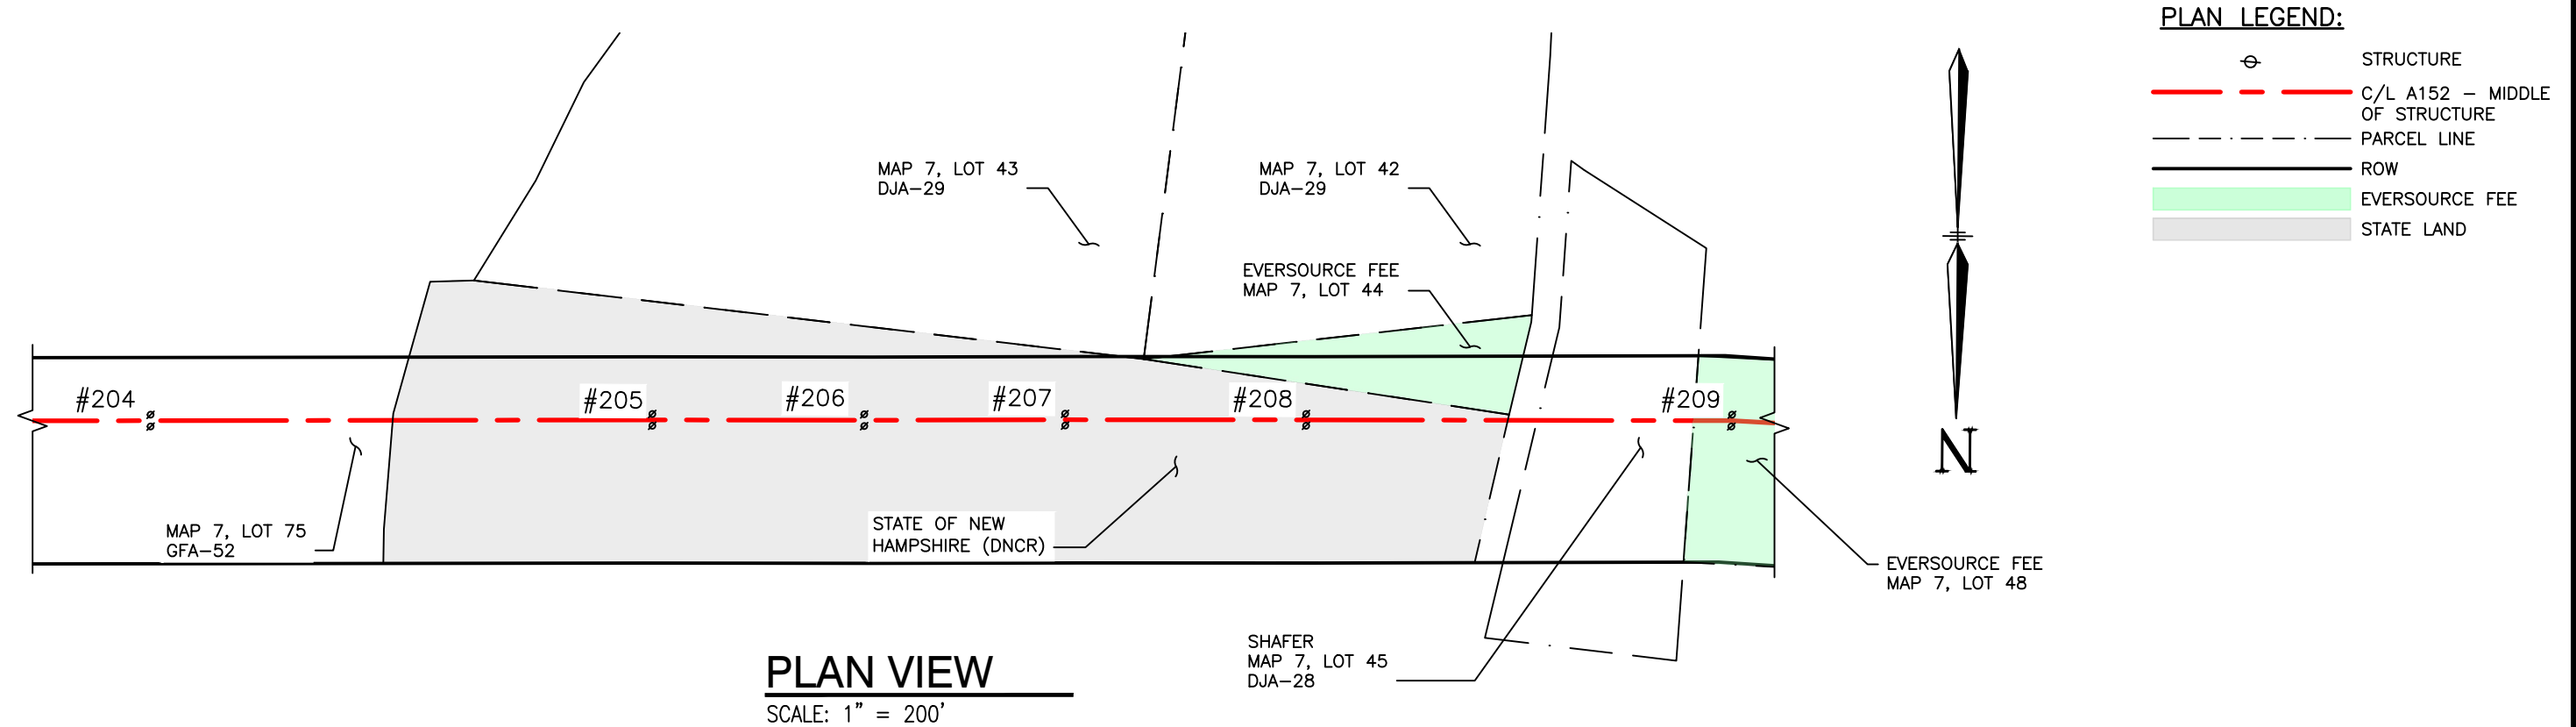 PLAN LEGEND:
STRUCTURE
C/L A152 – MIDDLE
OF STRUCTURE
PARCEL LINE
ROW
EVERSOURCE FEE
STATE LAND
MAP 7, LOT 43
DJA-29
MAP 7, LOT 42
DJA-29
EVERSOURCE FEE
MAP 7, LOT 44
#204
#205
#206
#207
#208
#209
MAP 7, LOT 75
GFA-52
STATE OF NEW
HAMPSHIRE (DNCR)
SHAFER
MAP 7, LOT 45
DJA-28
EVERSOURCE FEE
MAP 7, LOT 48
N
PLAN VIEW
SCALE: 1" = 200'